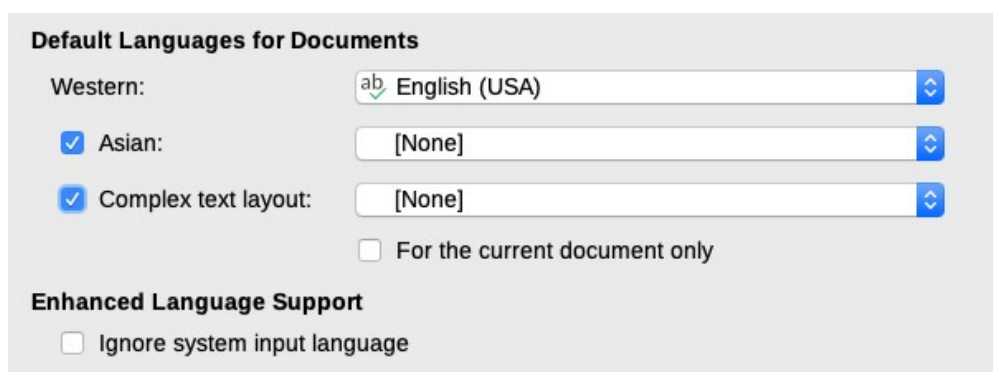 Default Languages for Documents
Western: ab English (USA)
Asian: [None]
Complex text layout: [None]
For the current document only
Enhanced Language Support
Ignore system input language